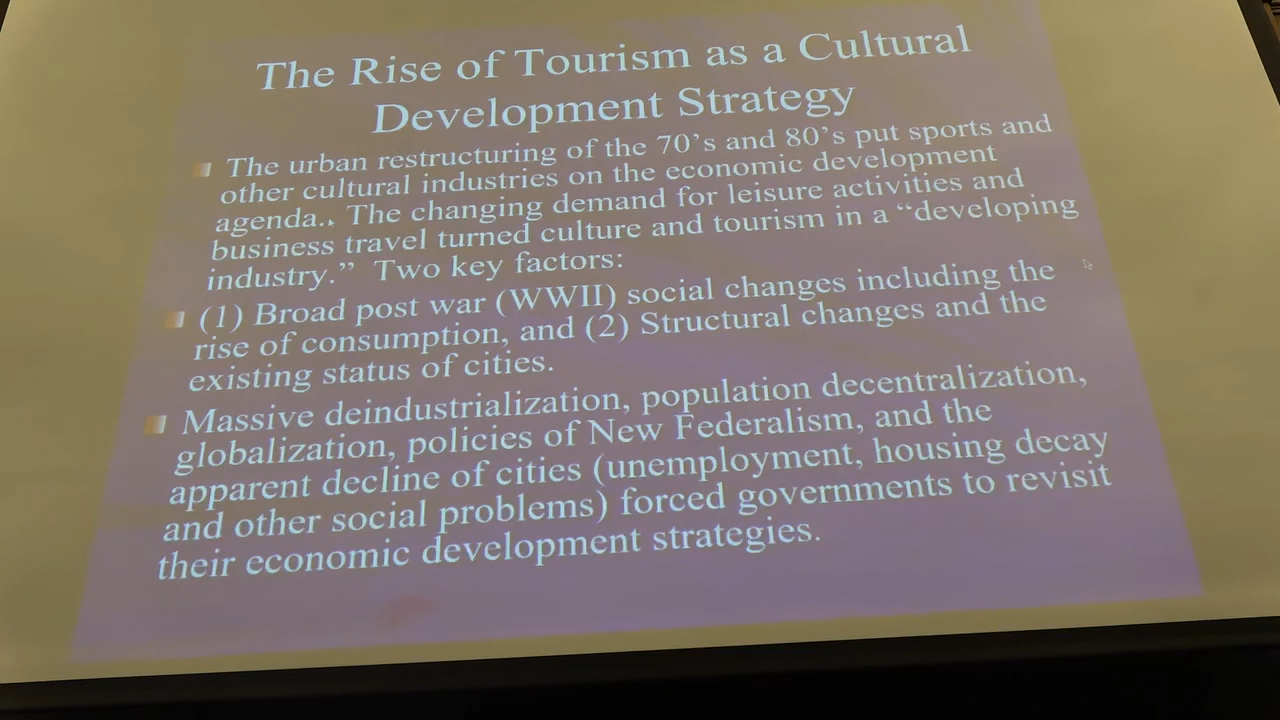 The Rise of Tourism as a Cultural
Development Strategy
The urban restructuring of the 70's and 80's put sports and
other cultural industries on the economic development
agenda.. The changing demand for leisure activities and
business travel turned culture and tourism in a “developing
industry.” Two key factors:
(1) Broad post war (WWII) social changes including the
rise of consumption, and (2) Structural changes and the
existing status of cities.
Massive deindustrialization, population decentralization,
globalization, policies of New Federalism, and the
apparent decline of cities (unemployment, housing decay
and other social problems) forced governments to revisit
their economic development strategies.